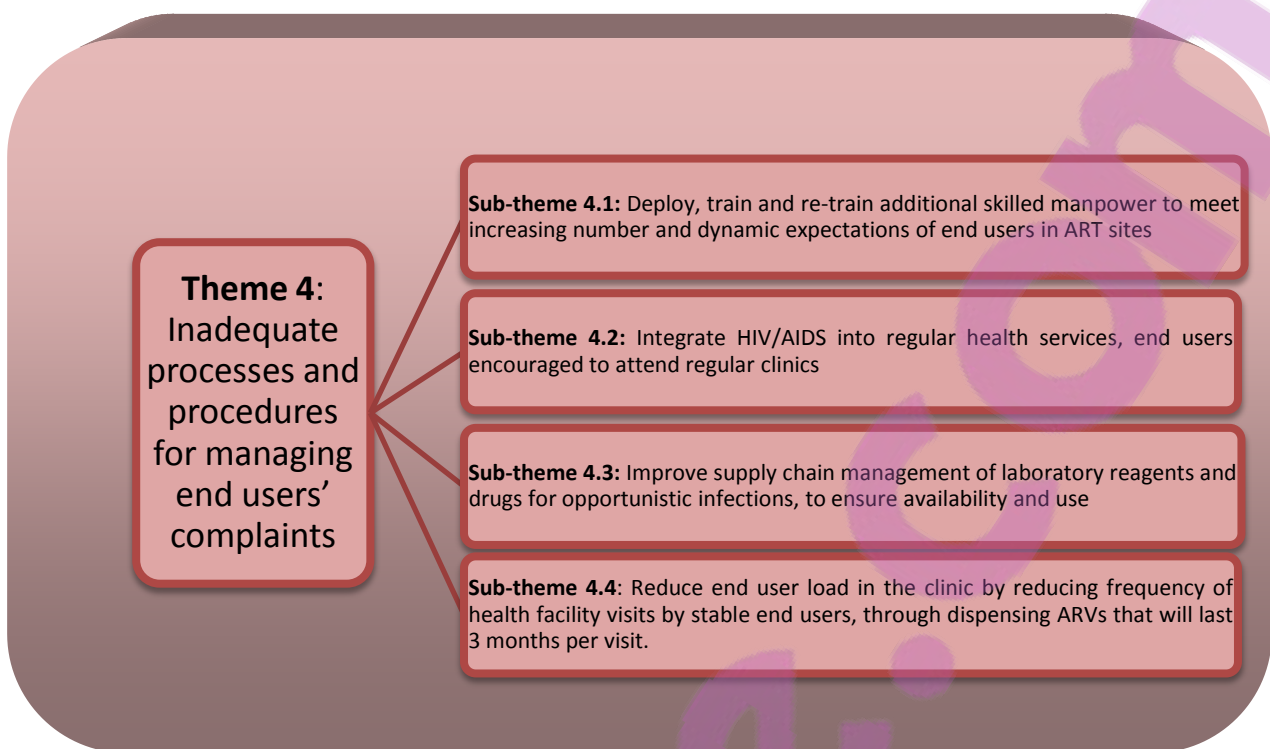 Theme 4:
Inadequate
processes and
procedures
for managing
end users’
complaints
Sub-theme 4.1: Deploy, train and re-train additional skilled manpower to meet
increasing number and dynamic expectations of end users in ART sites
Sub-theme 4.2: Integrate HIV/AIDS into regular health services, end users
encouraged to attend regular clinics
Sub-theme 4.3: Improve supply chain management of laboratory reagents and
drugs for opportunistic infections, to ensure availability and use
Sub-theme 4.4: Reduce end user load in the clinic by reducing frequency of
health facility visits by stable end users, through dispensing ARVs that will last
3 months per visit.
.com